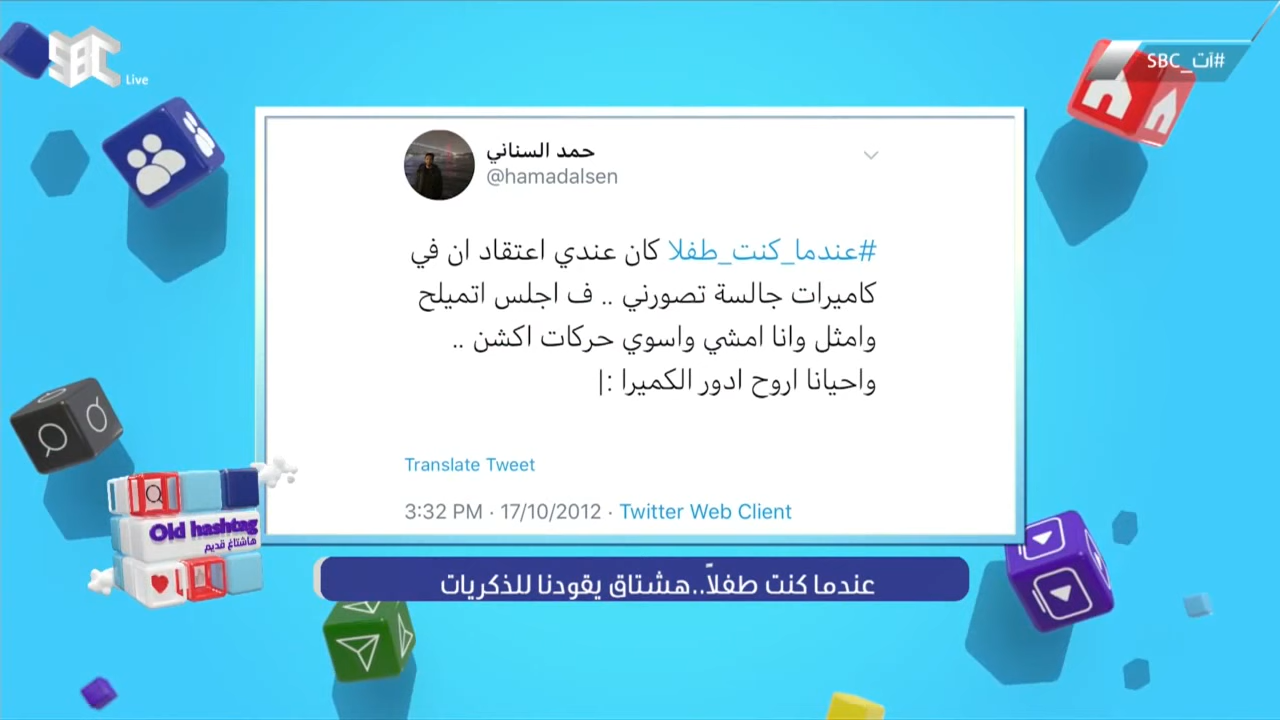 SBC
Live
#آت_SBC
حمد السناني
@hamadalsen
#عندما_كنت_طفلا كان عندي اعتقاد ان في
كاميرات جالسة تصورني .. ف اجلس اتميلح
وامثل وانا امشي واسوي حركات اكشن ..
واحيانا اروح ادور الكميرا :|
Translate Tweet
3:32 PM · 17/10/2012 · Twitter Web Client
Old hashtag
هاشتاغ قديم
عندما كنت طفلاً..هشتاق يقودنا للذكريات